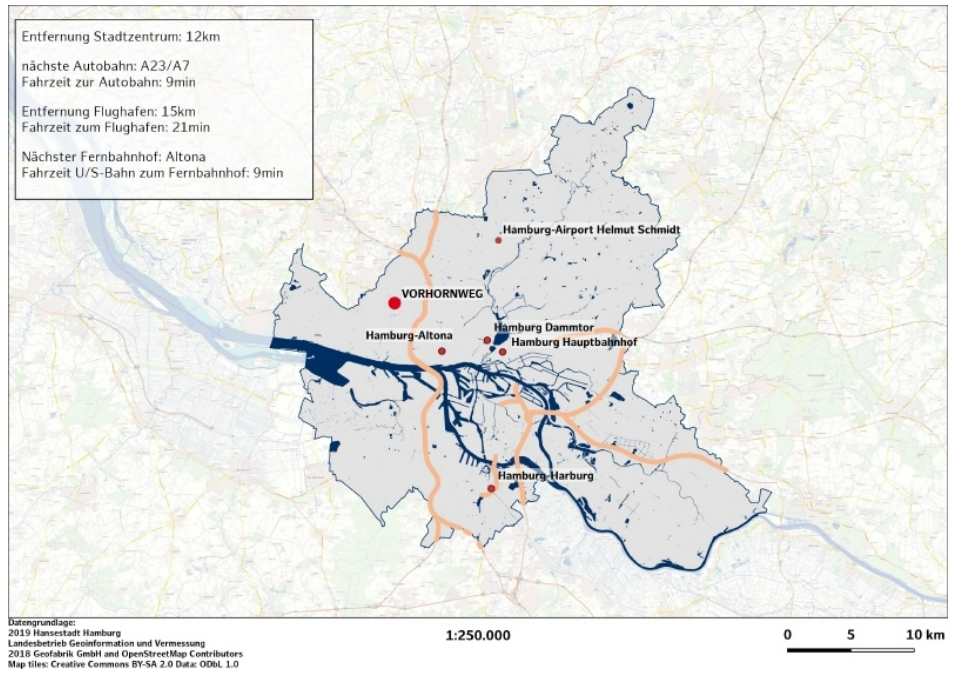 Entfernung Stadtzentrum: 12km
nächste Autobahn: A23/A7
Fahrzeit zur Autobahn: 9min
Entfernung Flughafen: 15km
Fahrzeit zum Flughafen: 21min
Nächster Fernbahnhof: Altona
Fahrzeit U/S-Bahn zum Fernbahnhof: 9min
Hamburg-Airport Helmut Schmidt
VORHORNWEG
Hamburg Dammtor
Hamburg-Altona
Hamburg Hauptbahnhof
Hamburg-Harburg
Datengrundlage:
2019 Hansestadt Hamburg
Landesbetrieb Geoinformation und Vermessung
2018 Geofabrik GmbH and OpenStreetMap Contributors
Map tiles: Creative Commons BY-SA 2.0 Data: ODbL 1.0
1:250.000
0 5 10 km